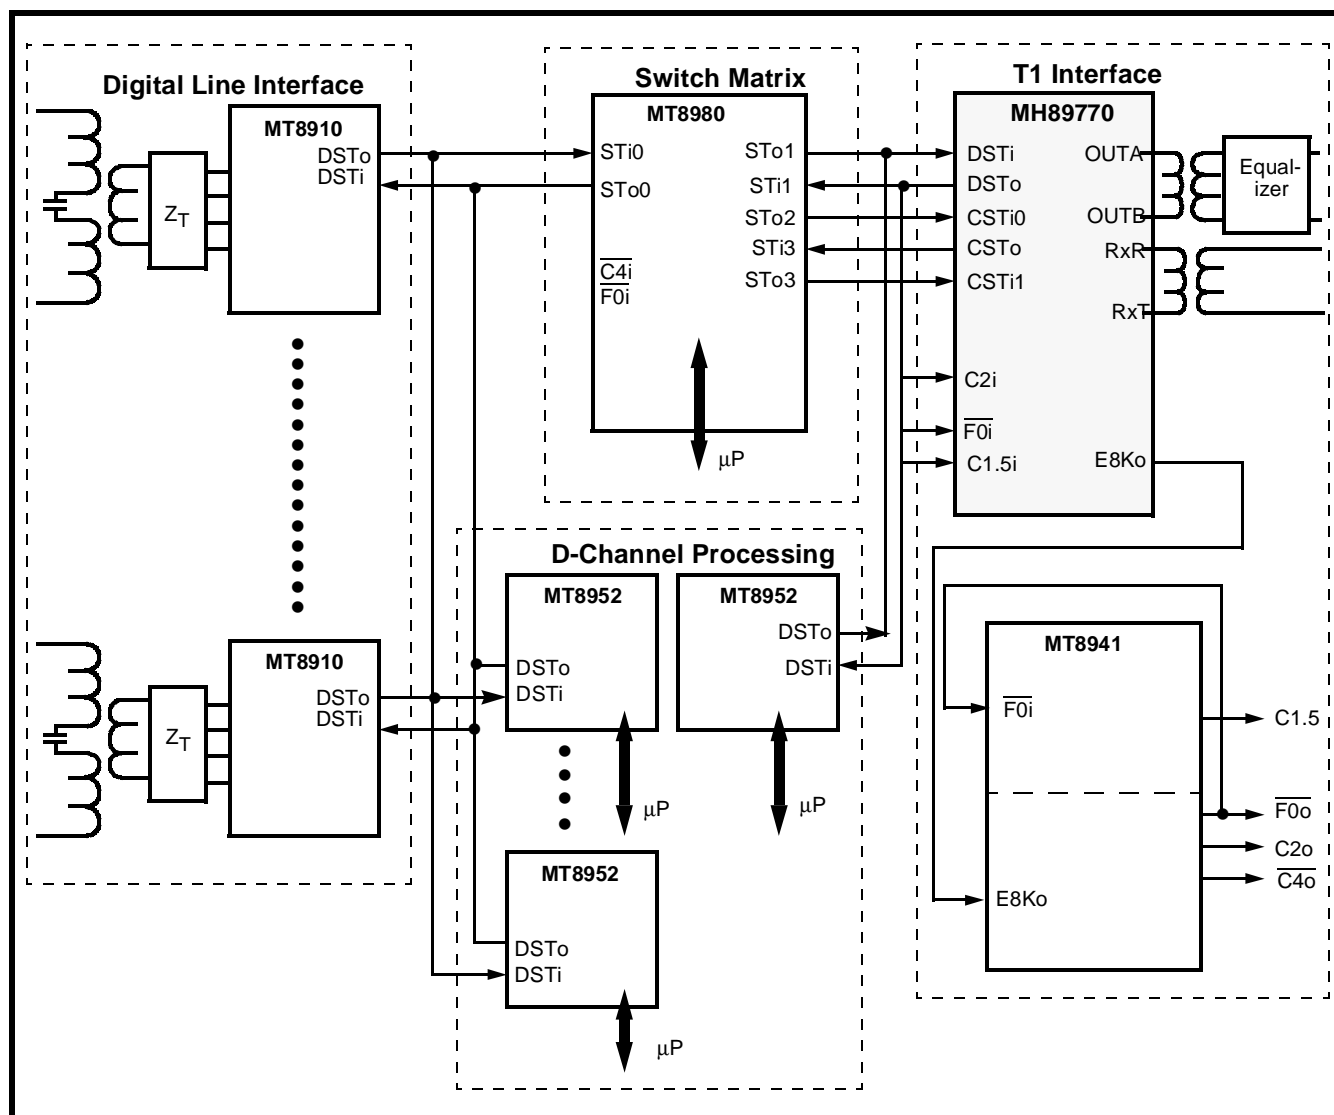 Digital Line Interface
MT8910
DSTo
DSTi
ZT
MT8910
DSTo
DSTi
ZT
Switch Matrix
MT8980
STi0
STo0
C4i
F0i
STo1
STi1
STo2
STi3
STo3
μP
D-Channel Processing
MT8952
DSTo
DSTi
μP
MT8952
DSTo
DSTi
μP
MT8952
DSTo
DSTi
μP
T1 Interface
MH89770
DSTi
DSTo
CSTi0
CSTo
CSTi1
C2i
F0i
C1.5i
OUTA
OUTB
RxR
RxT
E8Ko
Equal-
izer
MT8941
F0i
E8Ko
C1.5
F0o
C2o
C4o